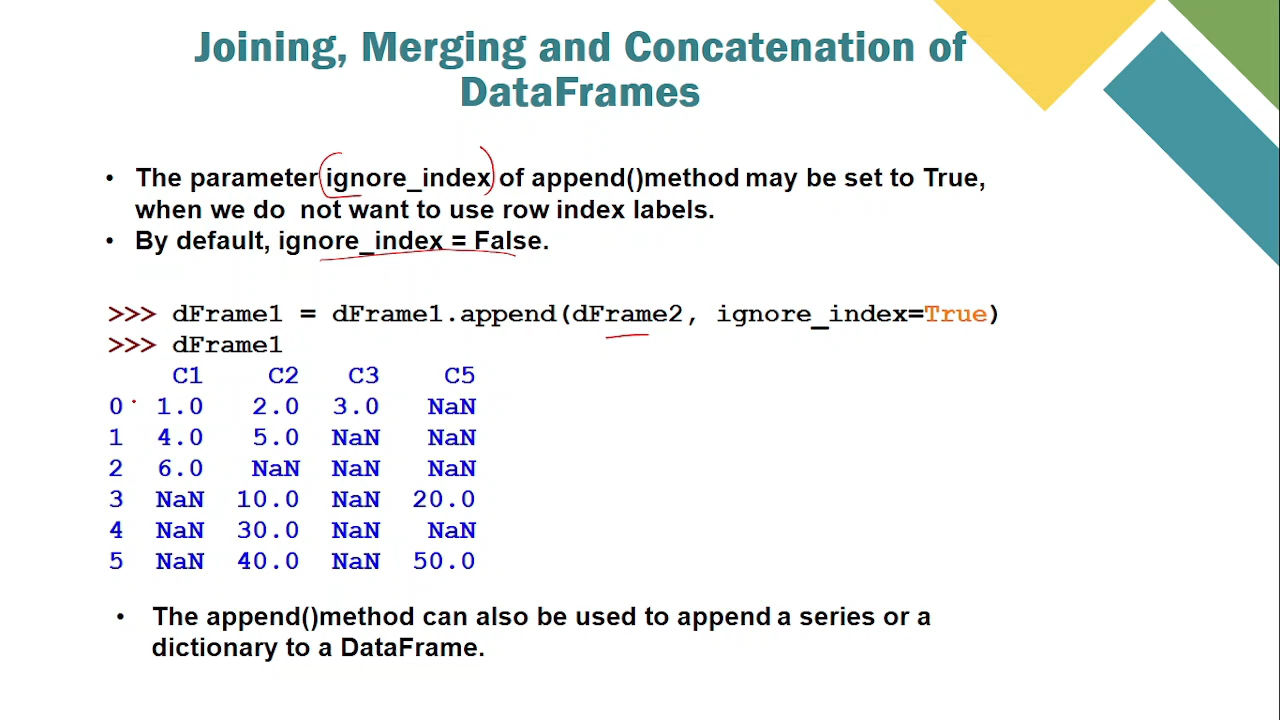 Joining, Merging and Concatenation of
DataFrames
• The parameter ignore_index of append()method may be set to True,
when we do not want to use row index labels.
• By default, ignore_index = False.
>>> dFrame1 = dFrame1.append(dFrame2, ignore_index=True)
>>> dFrame1
C1 C2 C3 C5
0 1.0 2.0 3.0 NaN
1 4.0 5.0 NaN NaN
2 6.0 NaN NaN NaN
3 NaN 10.0 NaN 20.0
4 NaN 30.0 NaN NaN
5 NaN 40.0 NaN 50.0
• The append()method can also be used to append a series or a
dictionary to a DataFrame.